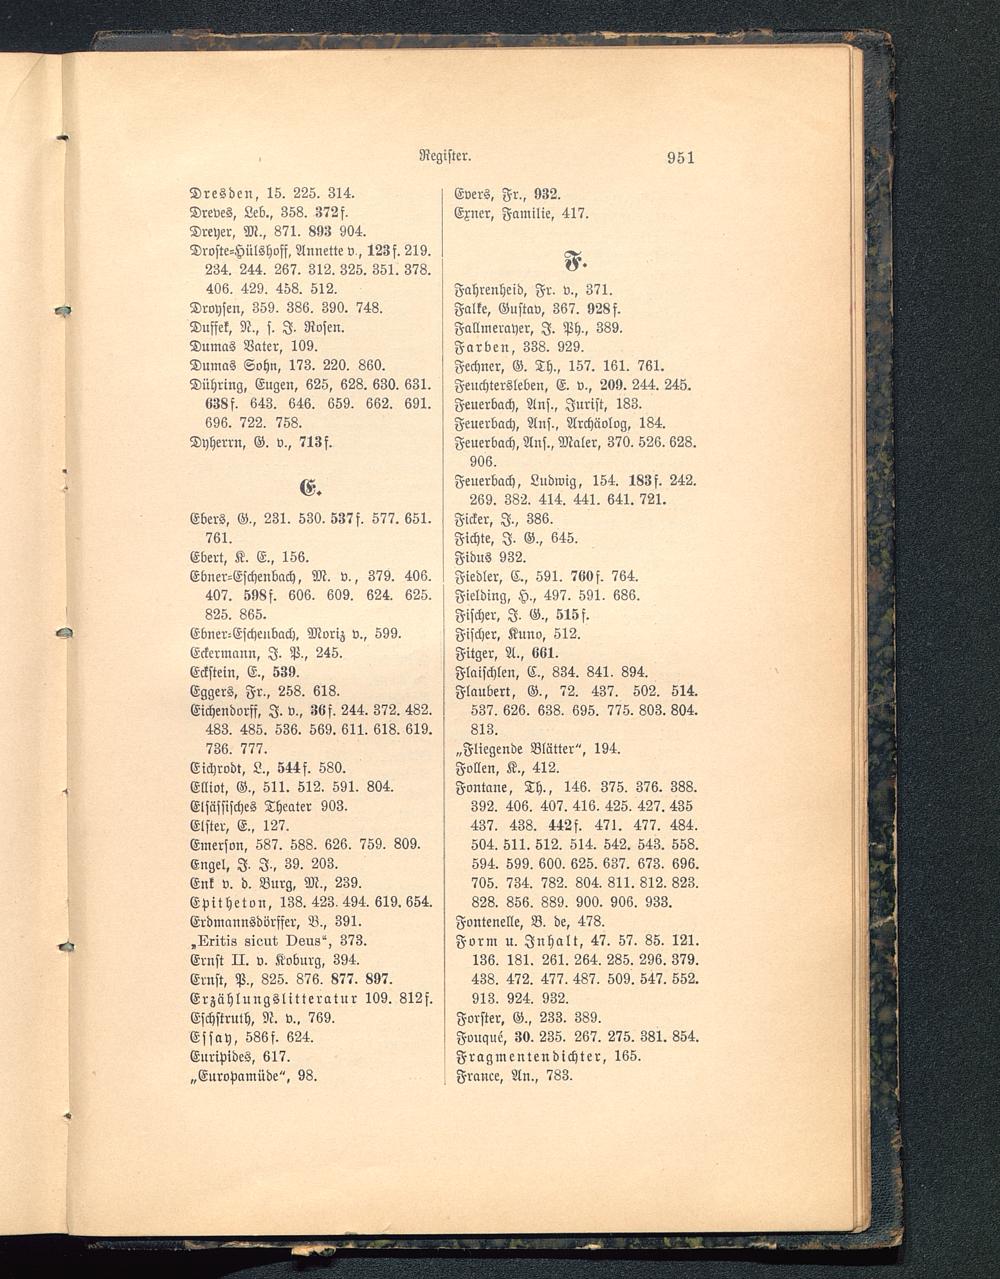 Register.
951
Dresden, 15. 225. 314.
Dreves, Leb., 358. 372f.
Dreyer, M., 871. 893 904.
Droste-Hülshoff, Annette v., 123f. 219.
234. 244. 267. 312. 325. 351. 378.
406. 429. 458. 512.
Droysen, 359. 386. 390. 748.
Duffek, N., s. J. Rosen.
Dumas Vater, 109.
Dumas Sohn, 173. 220. 860.
Dühring, Eugen, 625, 628. 630. 631.
638f. 643. 646. 659. 662. 691.
696. 722. 758.
Dyherrn, G. v., 713f.
E.
Ebers, G., 231. 530. 537f. 577. 651.
761.
Ebert, K. E., 156.
Ebner-Eschenbach, M. v., 379. 406.
407. 598f. 606. 609. 624. 625.
825. 865.
Ebner-Eschenbach, Moriz v., 599.
Eckermann, J. P., 245.
Eckstein, E., 539.
Eggers, Fr., 258. 618.
Eichendorff, J. v., 36f. 244. 372. 482.
483. 485. 536. 569. 611. 618. 619.
736. 777.
Eichrodt, L., 544f. 580.
Elliot, G., 511. 512. 591. 804.
Elsässisches Theater 903.
Elster, E., 127.
Emerson, 587. 588. 626. 759. 809.
Engel, J. J., 39. 203.
Enk v. d. Burg, M., 239.
Epitheton, 138. 423. 494. 619. 654.
Erdmannsdörffer, B., 391.
„Eritis sicut Deus“, 373.
Ernst II. v. Koburg, 394.
Ernst, P., 825. 876. 877. 897.
Erzählungslitteratur 109. 812f.
Eschstruth, N. v., 769.
Essay, 586f. 624.
Euripides, 617.
„Europamüde“, 98.
Evers, Fr., 932.
Exner, Familie, 417.
F.
Fahrenheid, Fr. v., 371.
Falke, Gustav, 367. 928f.
Fallmerayer, J. Ph., 389.
Farben, 338. 929.
Fechner, G. Th., 157. 161. 761.
Feuchtersleben, E. v., 209. 244. 245.
Feuerbach, Ans., Jurist, 183.
Feuerbach, Ans., Archäolog, 184.
Feuerbach, Ans., Maler, 370. 526. 628.
906.
Feuerbach, Ludwig, 154. 183f. 242.
269. 382. 414. 441. 641. 721.
Ficker, J., 386.
Fichte, J. G., 645.
Fidus 932.
Fiedler, C., 591. 760f. 764.
Fielding, H., 497. 591. 686.
Fischer, J. G., 515f.
Fischer, Kuno, 512.
Fitger, A., 661.
Flaischlen, C., 834. 841. 894.
Flaubert, G., 72. 437. 502. 514.
537. 626. 638. 695. 775. 803. 804.
813.
„Fliegende Blätter“, 194.
Follen, K., 412.
Fontane, Th., 146. 375. 376. 388.
392. 406. 407. 416. 425. 427. 435
437. 438. 442f. 471. 477. 484.
504. 511. 512. 514. 542. 543. 558.
594. 599. 600. 625. 637. 673. 696.
705. 734. 782. 804. 811. 812. 823.
828. 856. 889. 900. 906. 933.
Fontenelle, B. de, 478.
Form u. Inhalt, 47. 57. 85. 121.
136. 181. 261. 264. 285. 296. 379.
438. 472. 477. 487. 509. 547. 552.
913. 924. 932.
Forster, G., 233. 389.
Fouqué, 30. 235. 267. 275. 381. 854.
Fragmentendichter, 165.
France, An., 783.